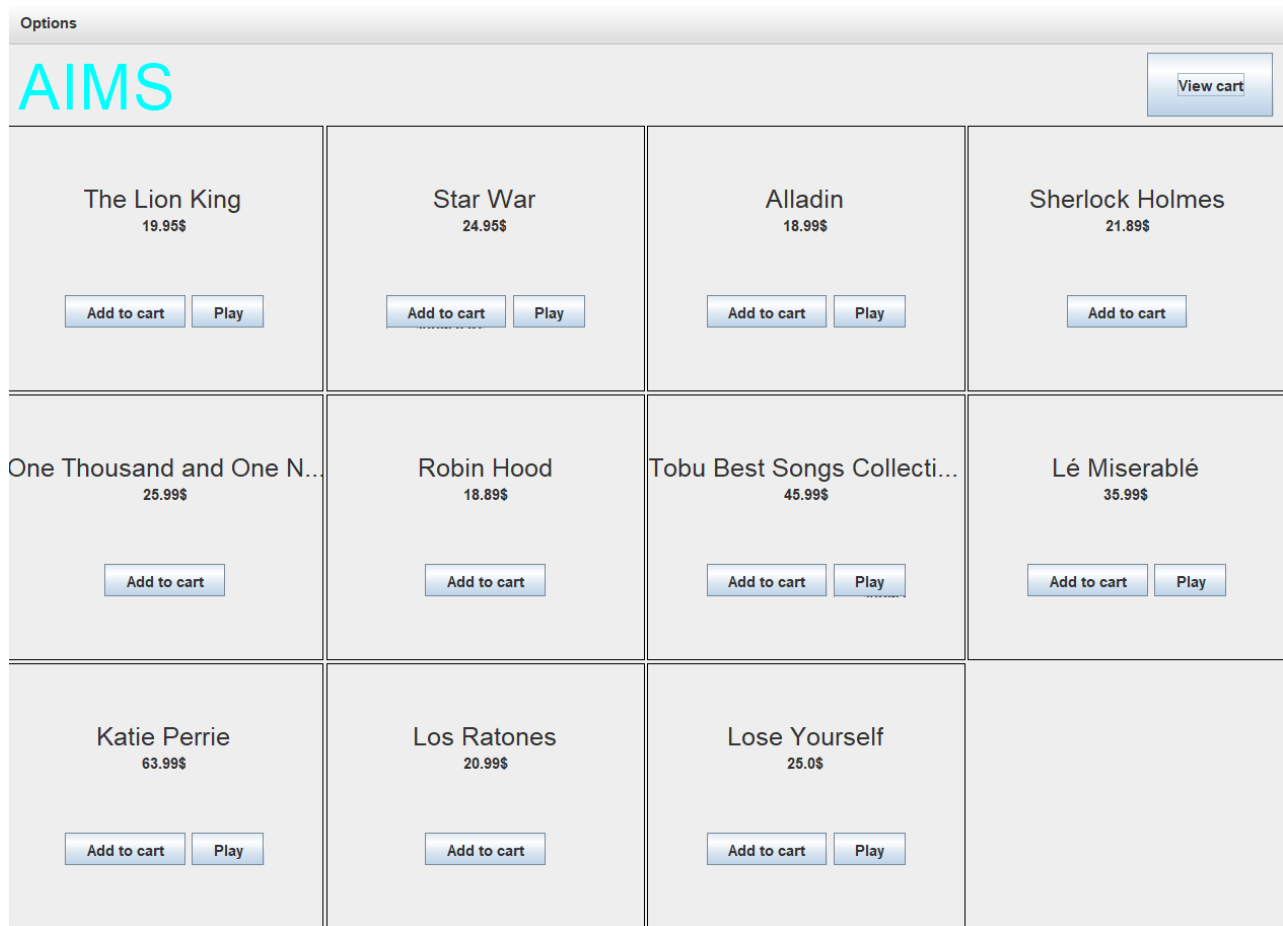 Options
AIMS
View cart
The Lion King
19.95$
Add to cart Play
Star War
24.95$
Add to cart Play
Alladin
18.99$
Add to cart Play
Sherlock Holmes
21.89$
Add to cart
One Thousand and One N...
25.99$
Add to cart
Robin Hood
18.89$
Add to cart
Tobu Best Songs Collecti...
45.99$
Add to cart Play
Lé Miserablé
35.99$
Add to cart Play
Katie Perrie
63.99$
Add to cart Play
Los Ratones
20.99$
Add to cart
Lose Yourself
25.0$
Add to cart Play